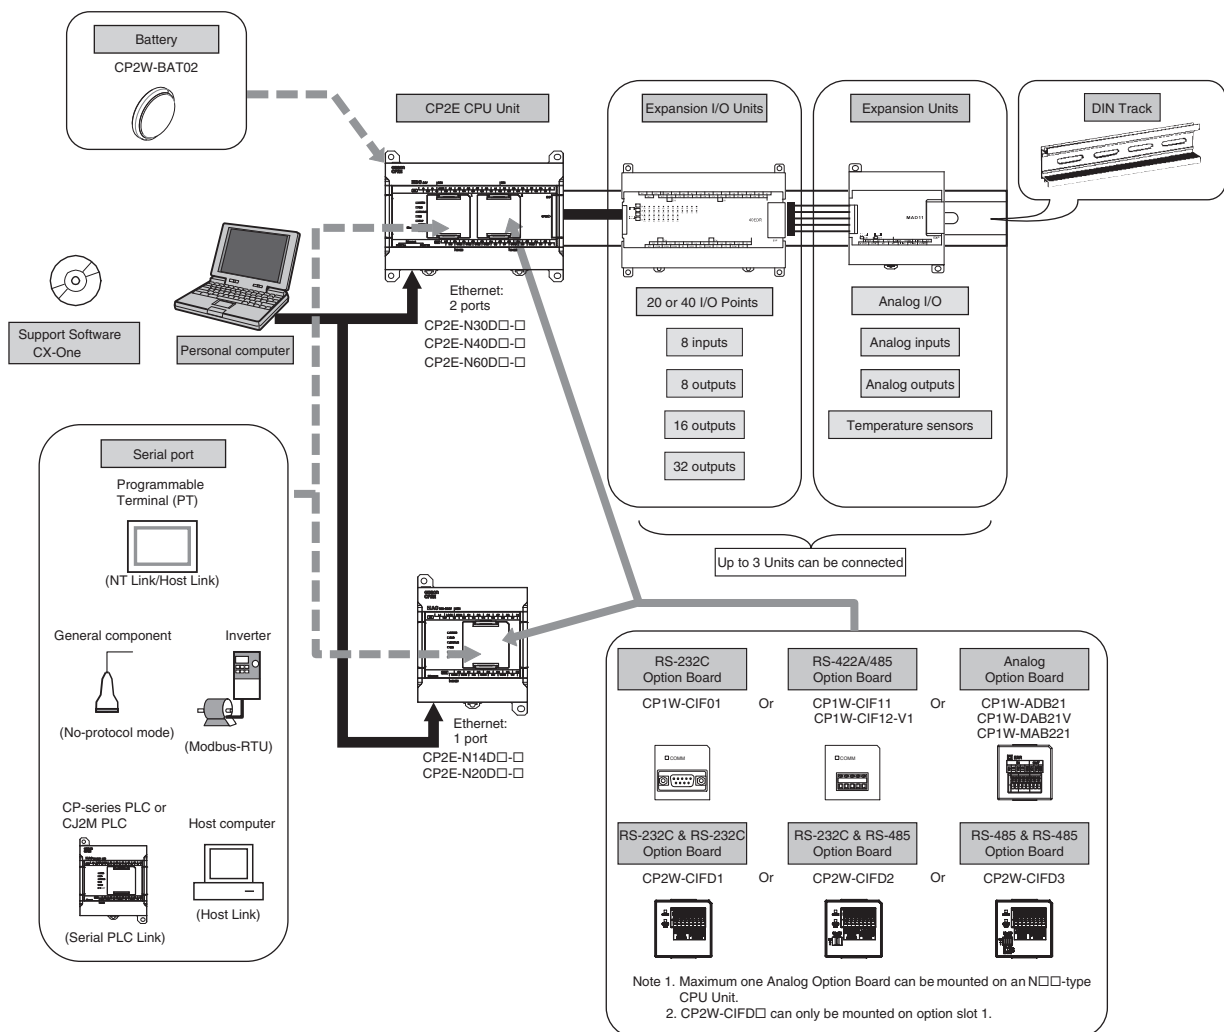 Battery
CP2W-BAT02
CP2E CPU Unit
Expansion I/O Units
Expansion Units
DIN Track
40EDR
MAD11
Support Software
CX-One
Personal computer
Ethernet:
2 ports
CP2E-N30D□-□
CP2E-N40D□-□
CP2E-N60D□-□
20 or 40 I/O Points
8 inputs
8 outputs
16 outputs
32 outputs
Analog I/O
Analog inputs
Analog outputs
Temperature sensors
Up to 3 Units can be connected
Serial port
Programmable
Terminal (PT)
(NT Link/Host Link)
General component
(No-protocol mode)
Inverter
(Modbus-RTU)
CP-series PLC or
CJ2M PLC
(Serial PLC Link)
Host computer
(Host Link)
Ethernet:
1 port
CP2E-N14D□-□
CP2E-N20D□-□
RS-232C
Option Board
CP1W-CIF01
Or
RS-422A/485
Option Board
CP1W-CIF11
CP1W-CIF12-V1
Or
Analog
Option Board
CP1W-ADB21
CP1W-DAB21V
CP1W-MAB221
COMM
COMM
RS-232C & RS-232C
Option Board
CP2W-CIFD1
Or
RS-232C & RS-485
Option Board
CP2W-CIFD2
Or
RS-485 & RS-485
Option Board
CP2W-CIFD3
Note 1. Maximum one Analog Option Board can be mounted on an N□□-type
CPU Unit.
2. CP2W-CIFD□ can only be mounted on option slot 1.